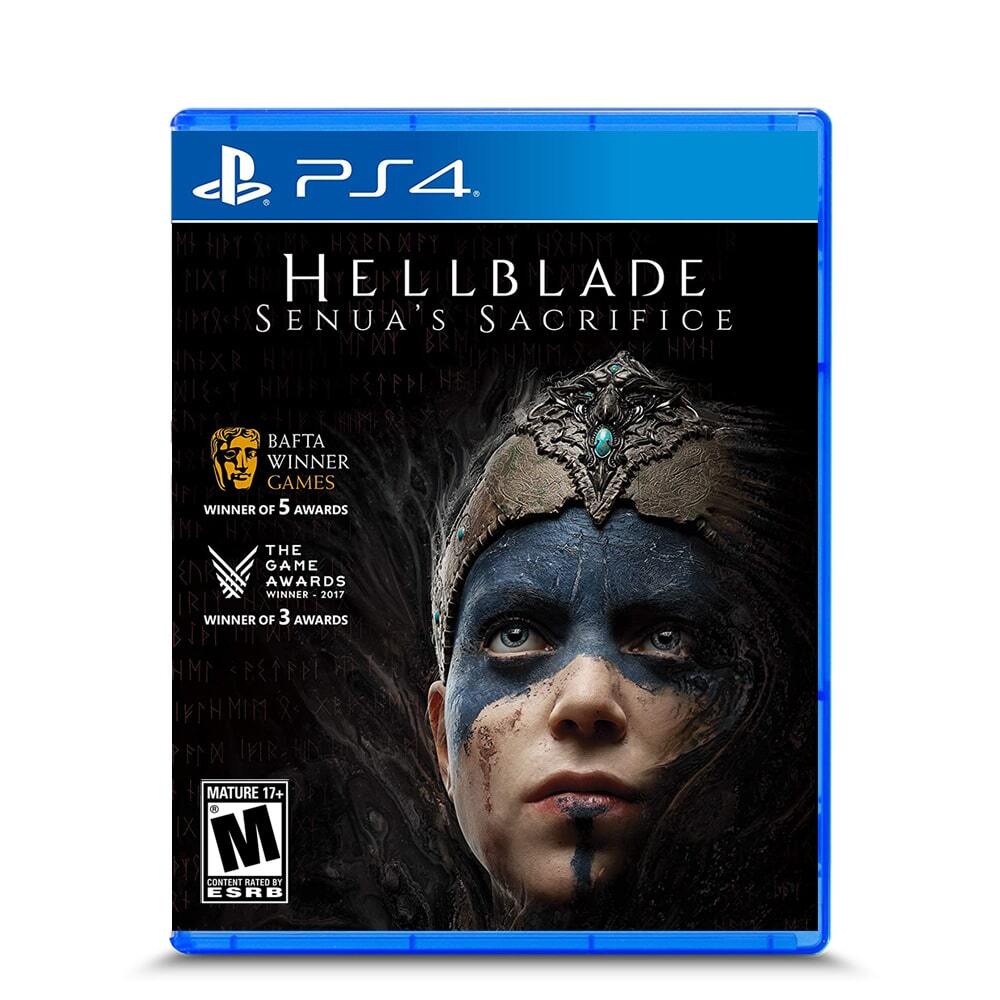 PS4
HELLBLADE
SENUA'S SACRIFICE
BAFTA
WINNER
GAMES
WINNER OF 5 AWARDS
THE
GAME
AWARDS
WINNER - 2017
WINNER OF 3 AWARDS
MATURE 17+
M
®
CONTENT RATED BY
ESRB